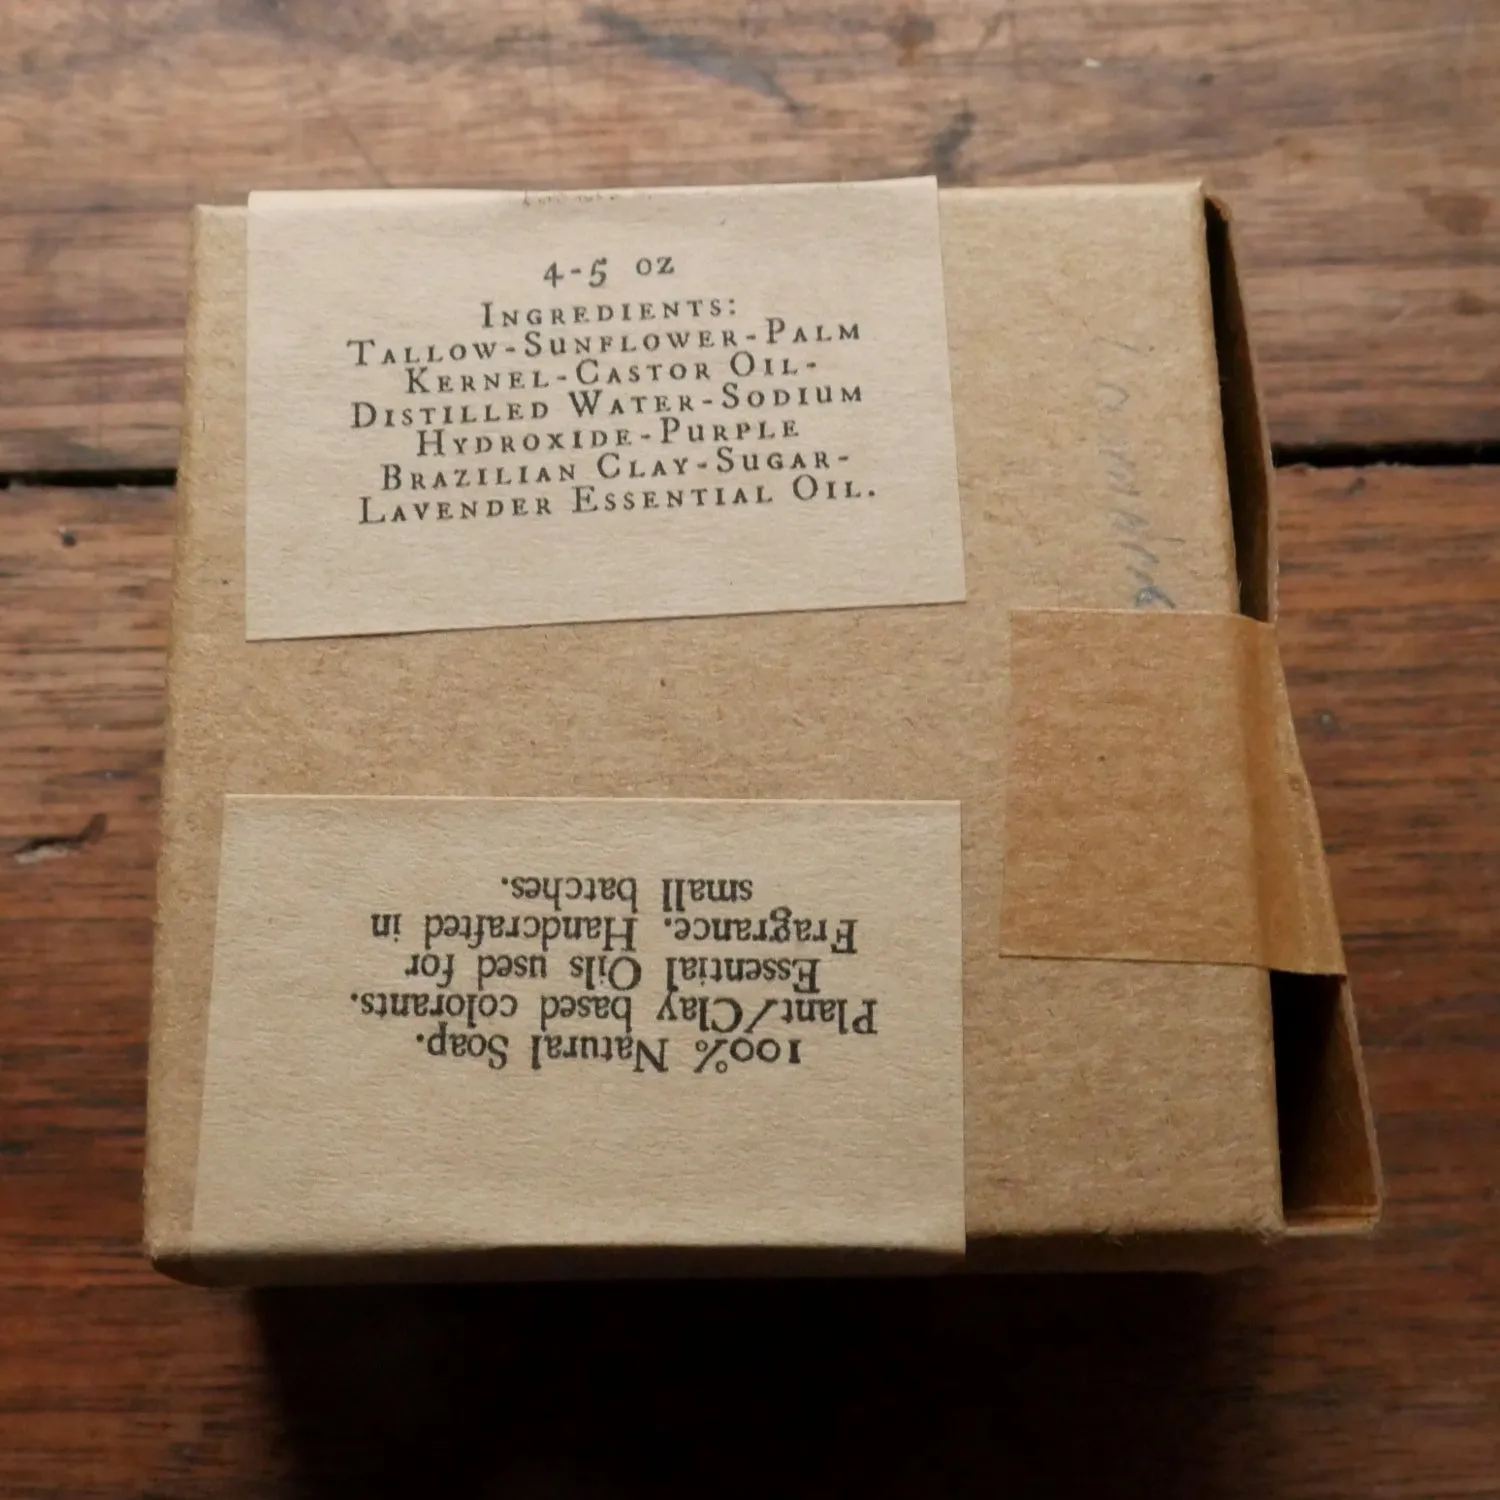 4-5 oz
Ingredients:
Tallow-Sunflower-Palm
Kernel-Castor Oil-
Distilled Water-Sodium
Hydroxide-Purple
Brazilian Clay-Sugar-
Lavender Essential Oil.
100% Natural Soap.
Plant/Clay based colorants.
Essential Oils used for
Fragrance. Handcrafted in
small batches.